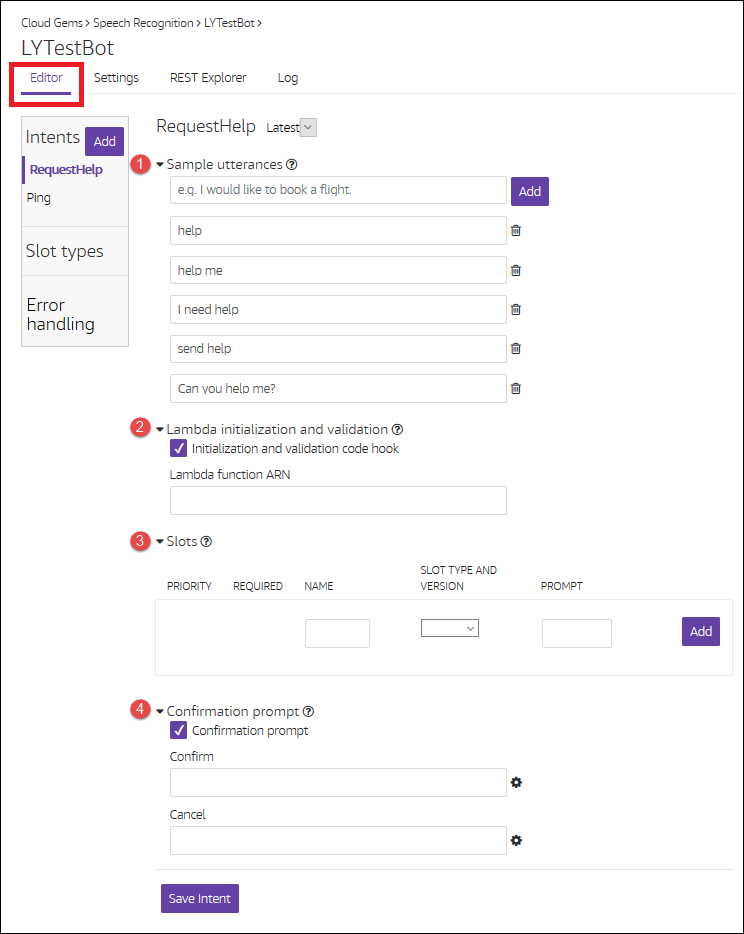 Cloud Gems > Speech Recognition > LYTestBot >
LYTestBot
Editor Settings REST Explorer Log
Intents Add
RequestHelp
Ping
Slot types
Error
handling
RequestHelp Latest
1 Sample utterances ?
e.g. I would like to book a flight. Add
help
help me
I need help
send help
Can you help me?
2 Lambda initialization and validation ?
Initialization and validation code hook
Lambda function ARN
3 Slots ?
PRIORITY REQUIRED NAME SLOT TYPE AND VERSION PROMPT
Add
4 Confirmation prompt ?
Confirmation prompt
Confirm
Cancel
Save Intent